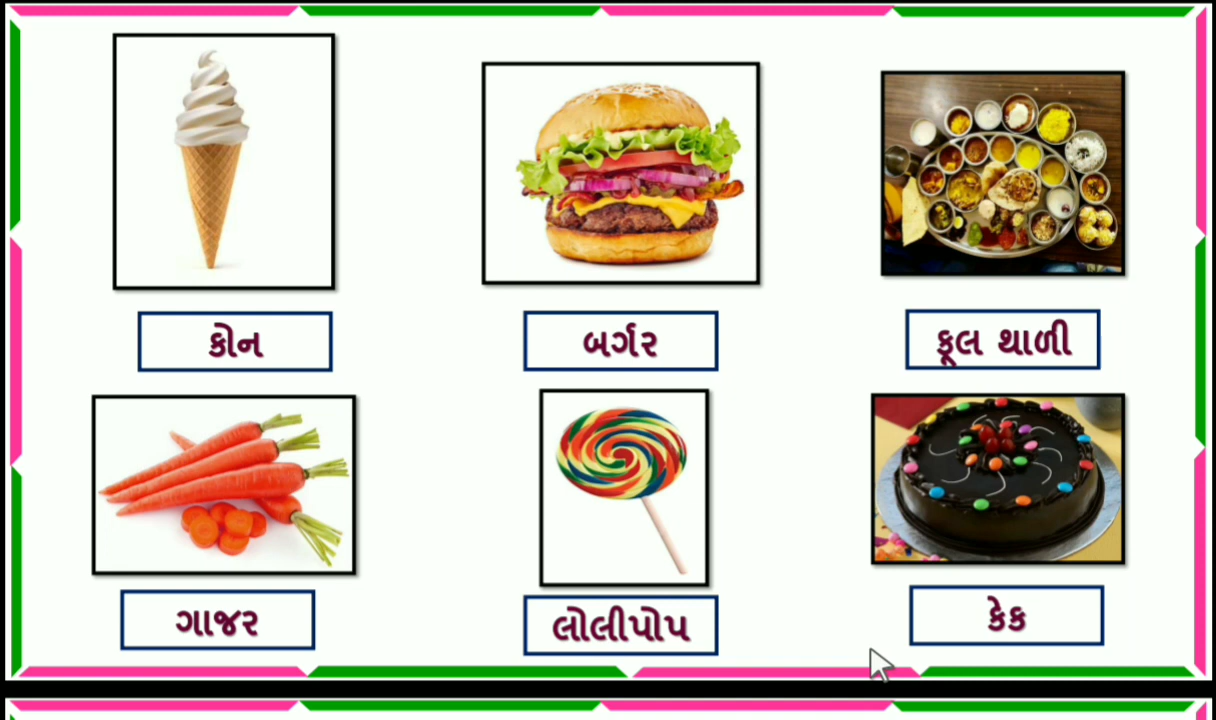 કોન
બર્ગર
ફૂલ થાળી
ગાજર
લોલીપોપ
કેક